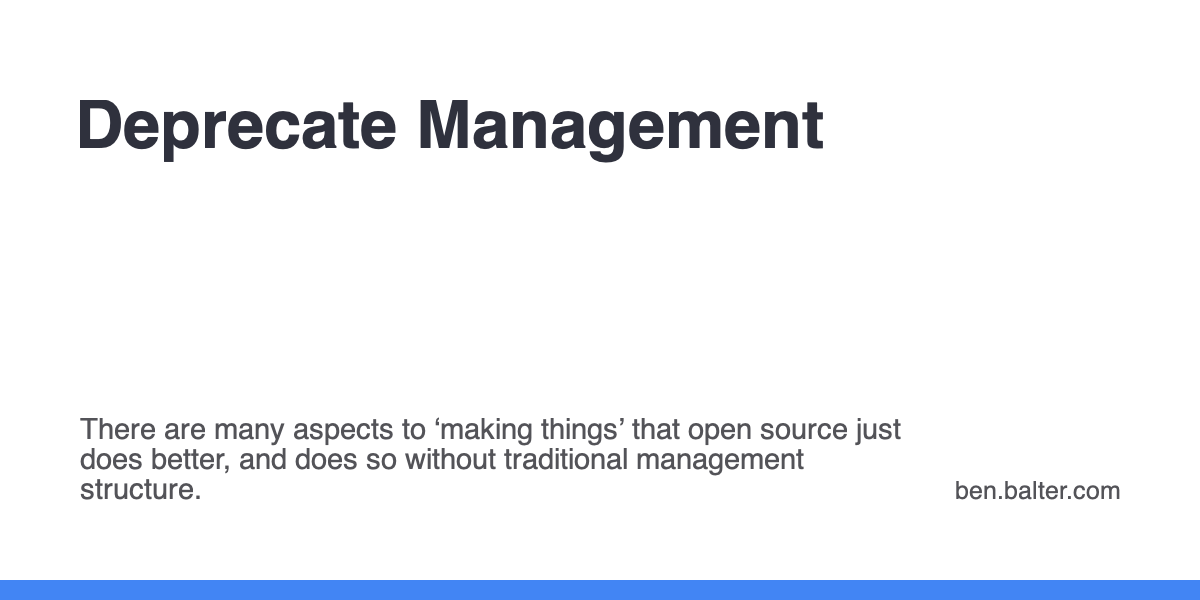 Deprecate Management
There are many aspects to ‘making things’ that open source just
does better, and does so without traditional management
structure.
ben.balter.com